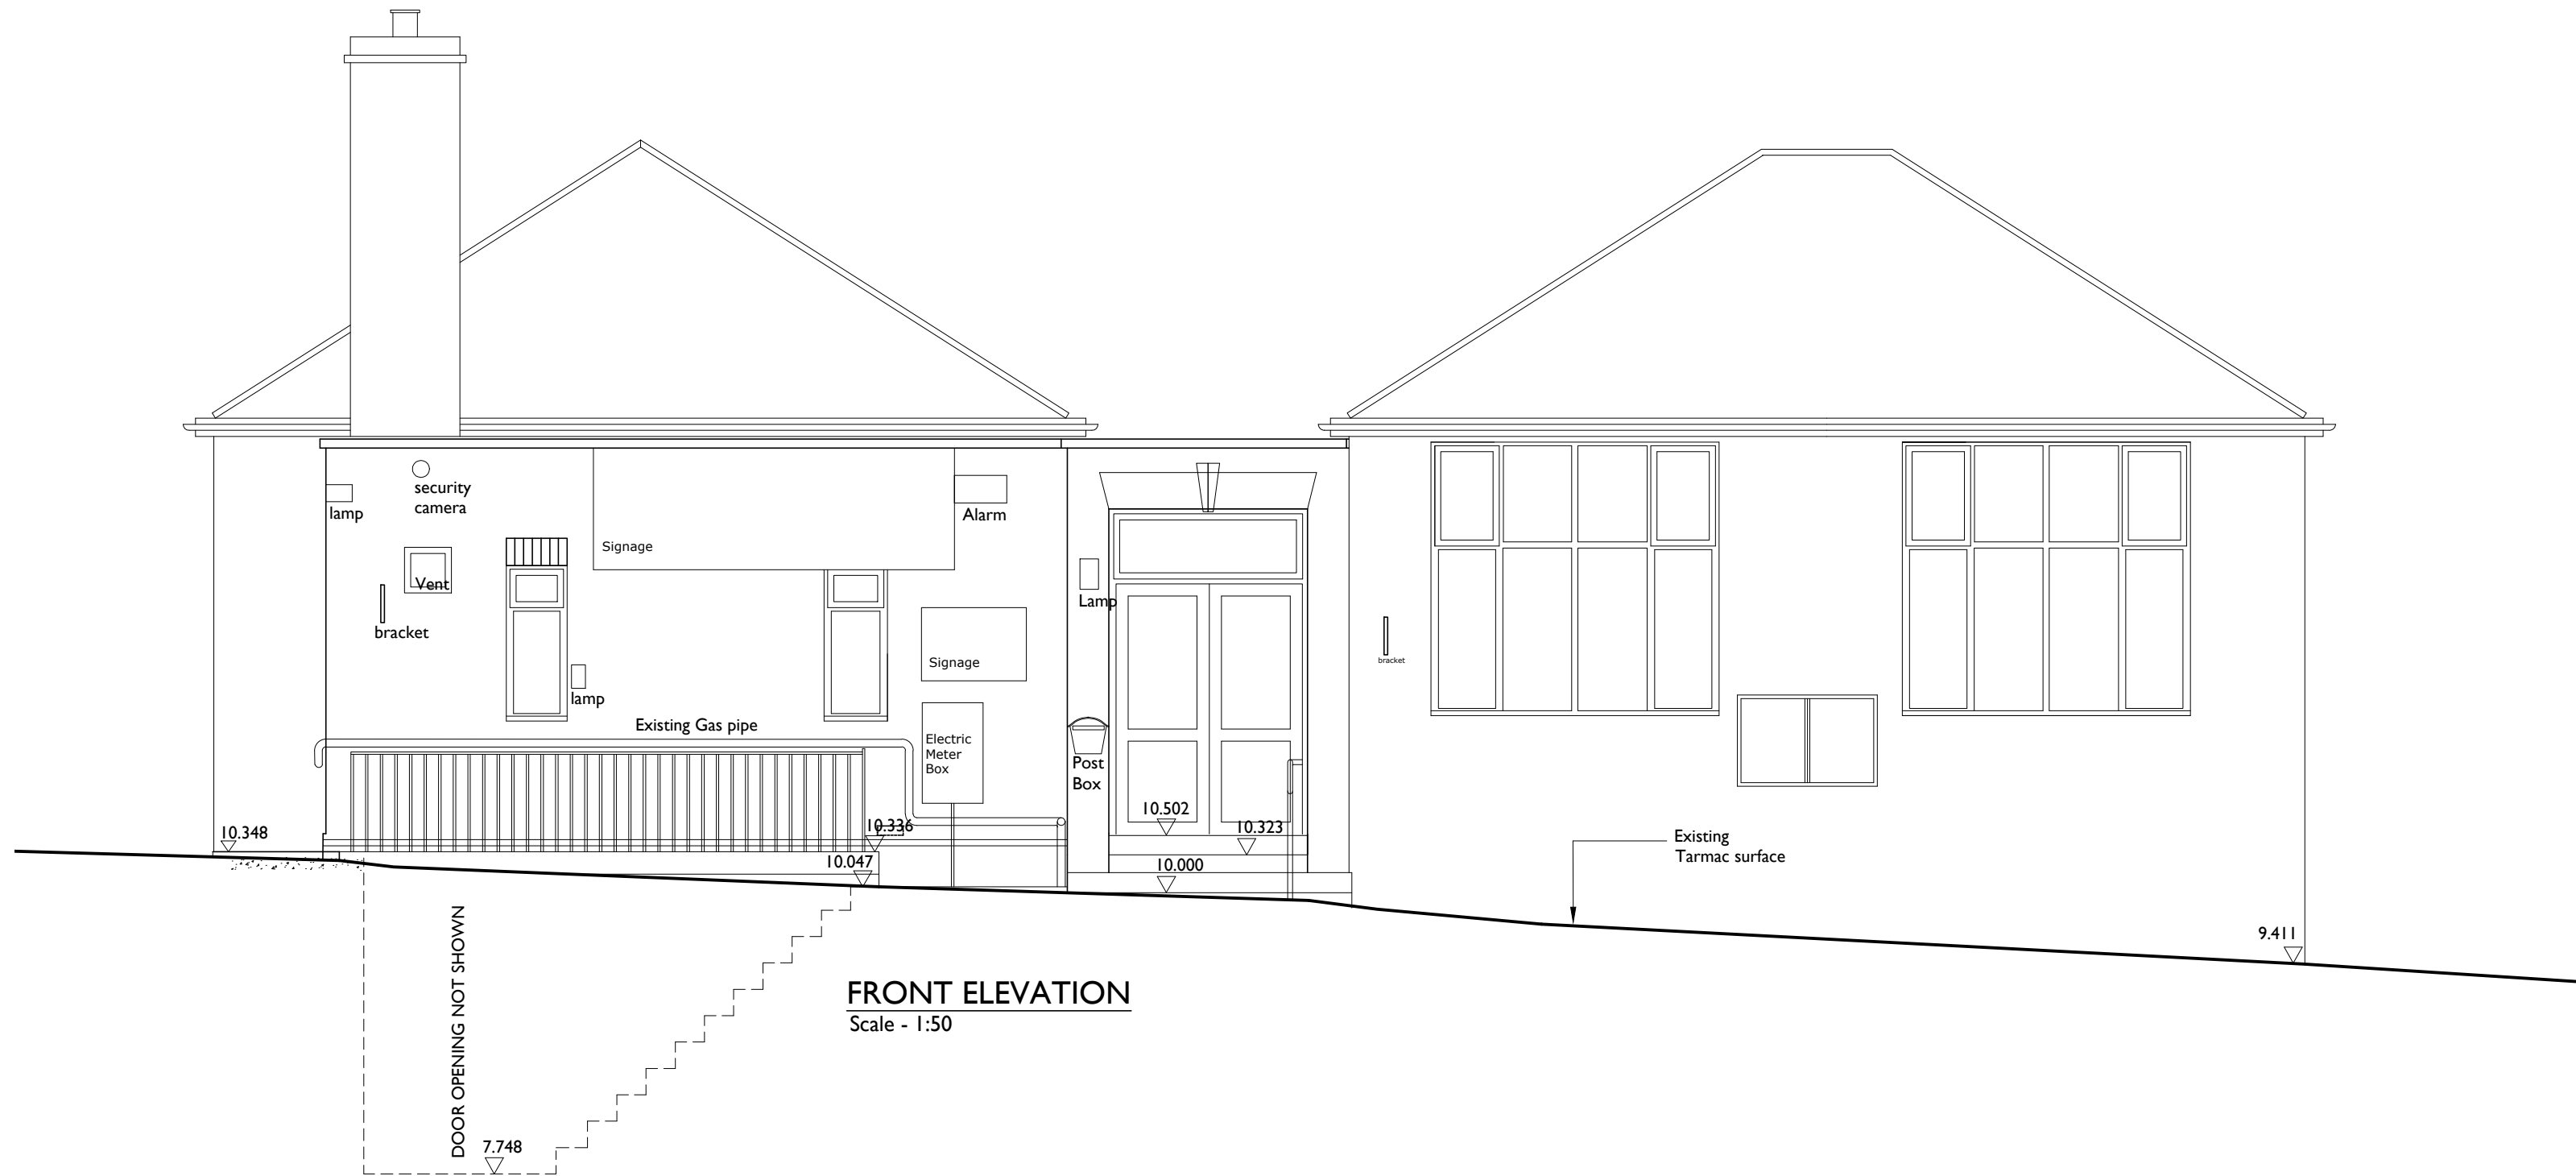 security
camera
lamp
Alarm
Signage
Vent
bracket
Lamp
Signage
bracket
lamp
Existing Gas pipe
Electric
Meter
Box
Post
Box
10.502
10.348
10.336
10.323
Existing
Tarmac surface
10.047
10.000
9.411
DOOR OPENING NOT SHOWN
7.748
FRONT ELEVATION
Scale - 1:50